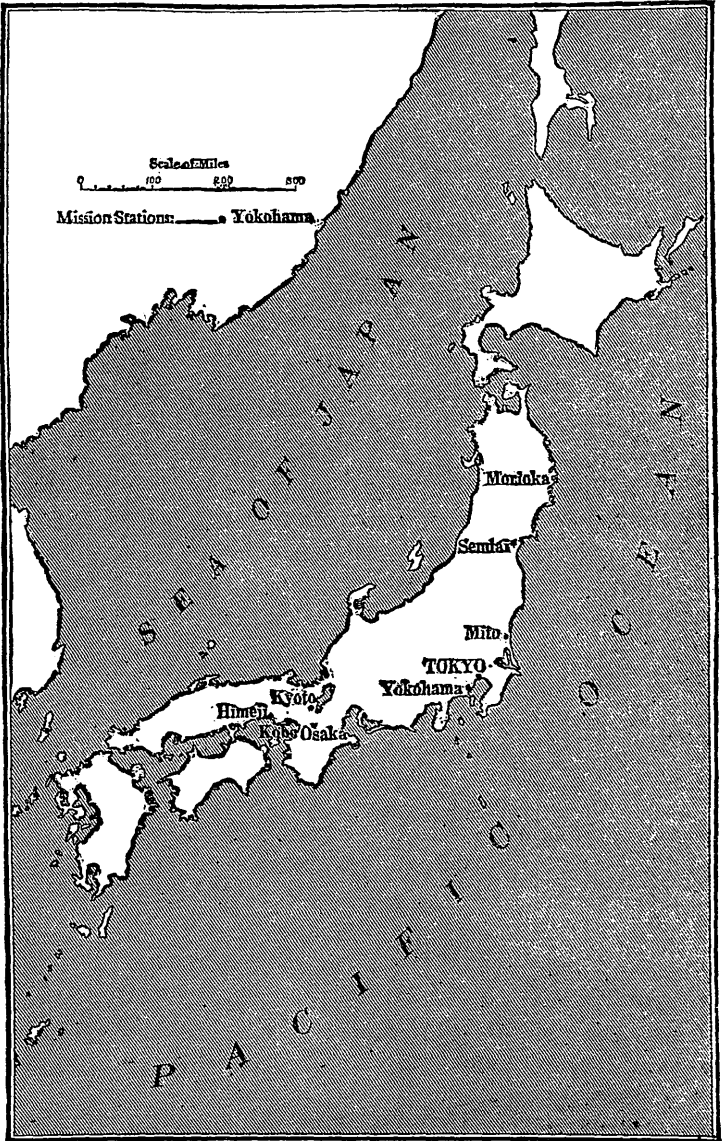 Scale of Miles
0 100 200 300
Mission Stations: Yokohama
SEA OF JAPAN
Morioka
Sendai
Mito
TOKYO
Yokohama
Kyoto
Himeji
Kobe Osaka
PACIFIC OCEAN